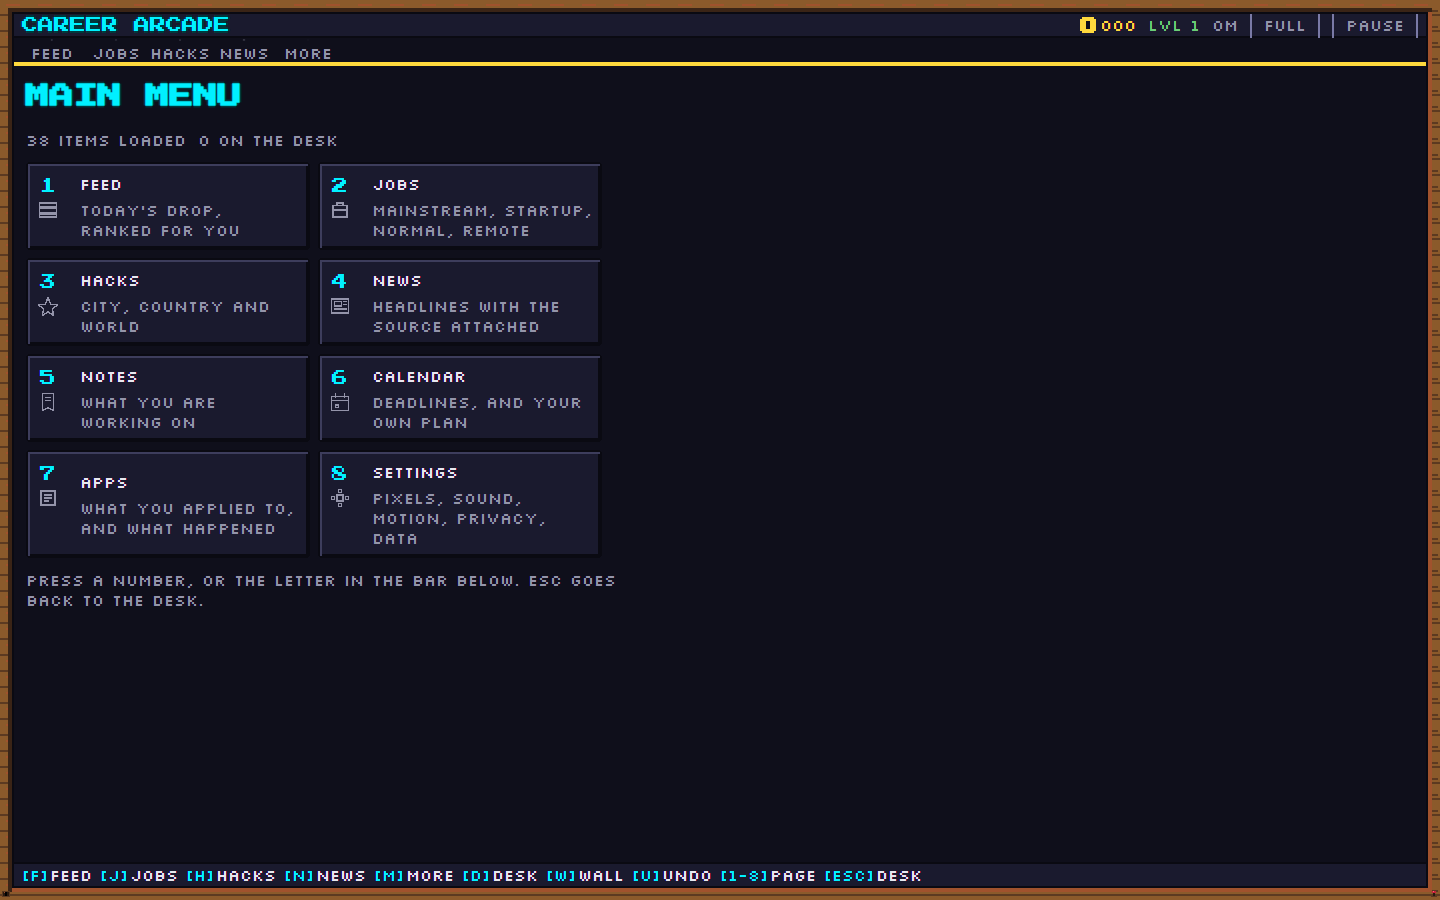 CAREER ARCADE
000 LVL 1 0M FULL PAUSE
FEED JOBS HACKS NEWS MORE
MAIN MENU
38 ITEMS LOADED 0 ON THE DESK
1 FEED
TODAY'S DROP,
RANKED FOR YOU
2 JOBS
MAINSTREAM, STARTUP,
NORMAL, REMOTE
3 HACKS
CITY, COUNTRY AND
WORLD
4 NEWS
HEADLINES WITH THE
SOURCE ATTACHED
5 NOTES
WHAT YOU ARE
WORKING ON
6 CALENDAR
DEADLINES, AND YOUR
OWN PLAN
7 APPS
WHAT YOU APPLIED TO,
AND WHAT HAPPENED
8 SETTINGS
PIXELS, SOUND,
MOTION, PRIVACY,
DATA
PRESS A NUMBER, OR THE LETTER IN THE BAR BELOW. ESC GOES
BACK TO THE DESK.
[F]FEED [J]JOBS [H]HACKS [N]NEWS [M]MORE [D]DESK [W]WALL [U]UNDO [1-8]PAGE [ESC]DESK